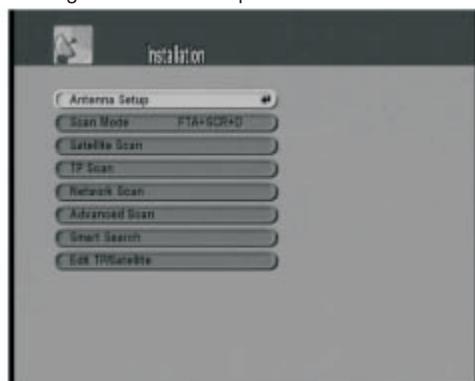 Installation
Antenna Setup
Scan Mode FTA+SCR+D
Satellite Scan
TP Scan
Network Scan
Advanced Scan
Smart Search
Edit TP/Satellite